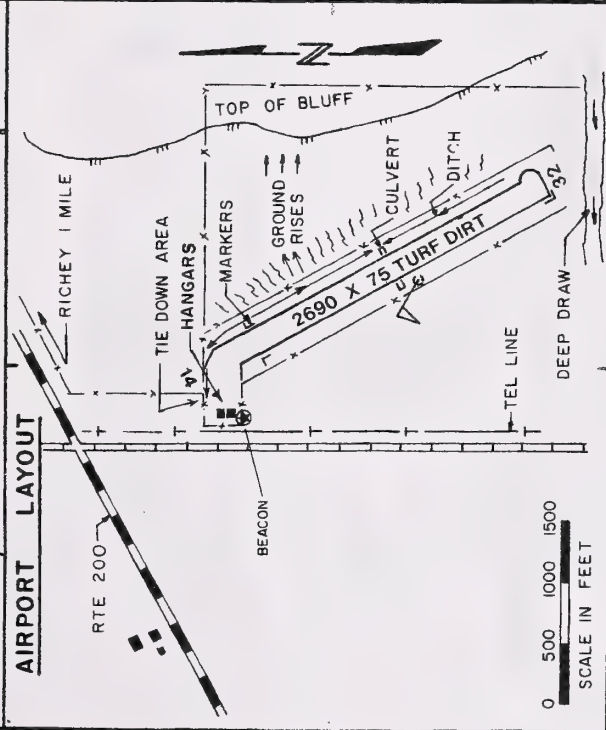 AIRPORT LAYOUT
RTE 200
RICHEY 1 MILE
TIE DOWN AREA
HANGARS
MARKERS
GROUND
RISES
TOP OF BLUFF
N
CULVERT
DITCH
2690 X 75 TURF DIRT
14
32
BEACON
TEL LINE
DEEP DRAW
0 500 1000 1500
SCALE IN FEET